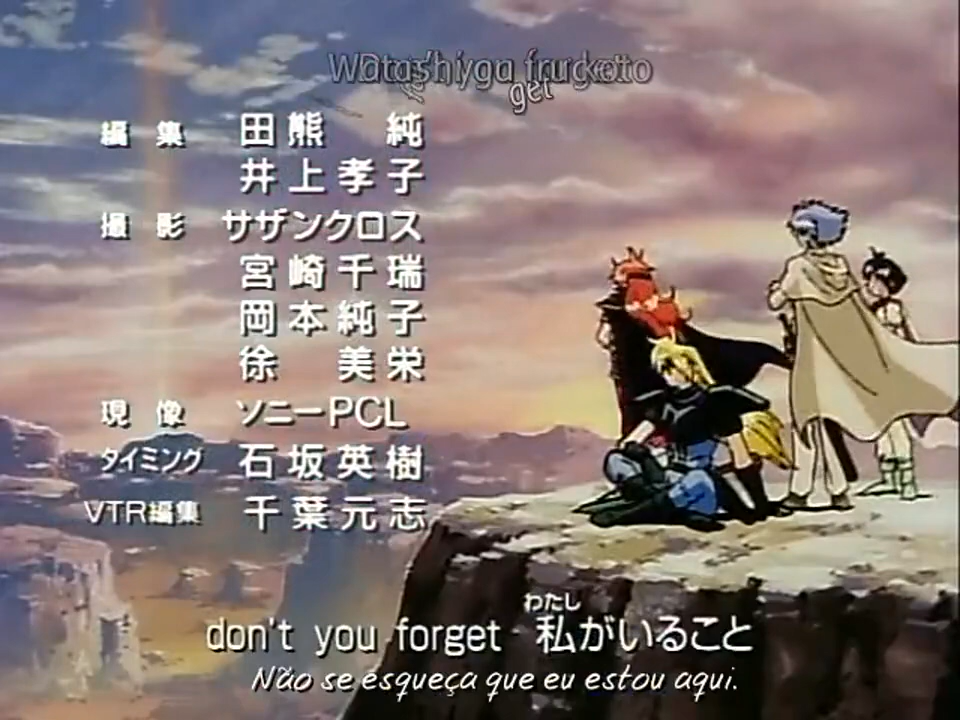 編集 田熊 純
井上孝子
撮影 サザンクロス
宮崎千瑞
岡本純子
徐 美栄
現像 ソニーPCL
タイミング 石坂英樹
VTR編集 千葉元志
わたし
don't you forget 私がいること
Não se esqueça que eu estou aqui.